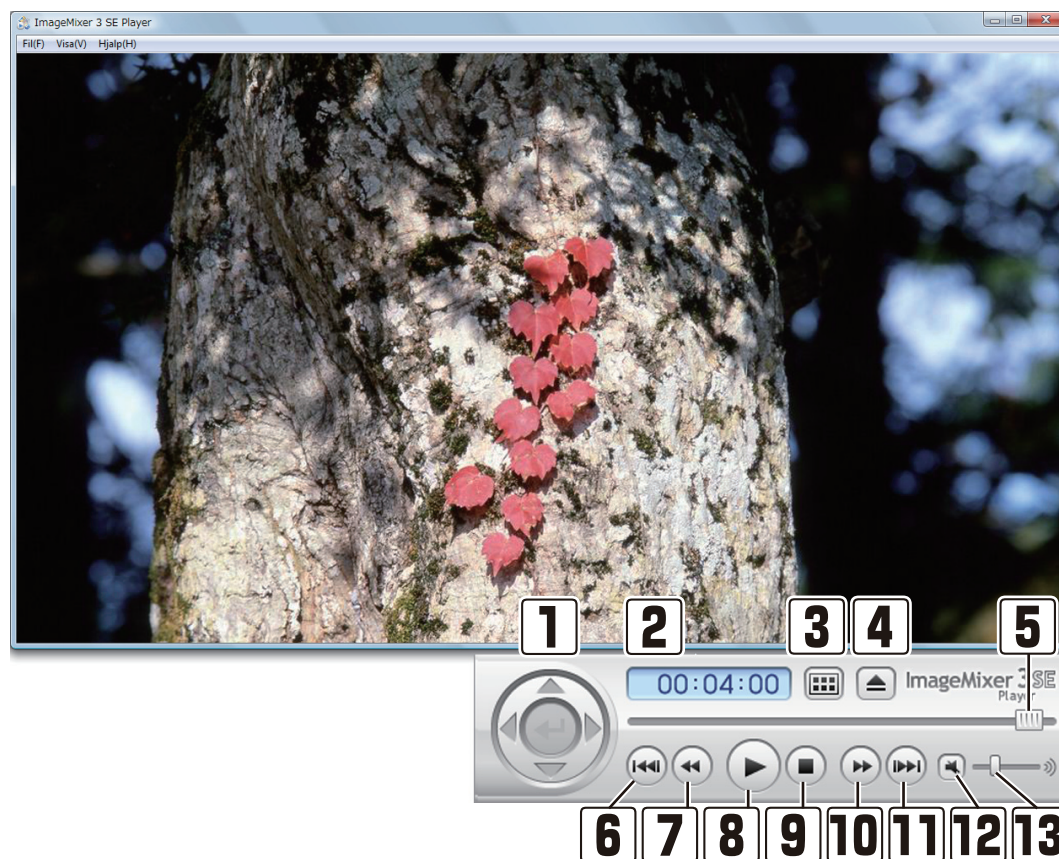 ImageMixer 3 SE Player
Fil(F) Visa(V) Hjalp(H)
1 2 3 4 5
00:04:00
ImageMixer 3 SE
Player
6 7 8 9 10 11 12 13